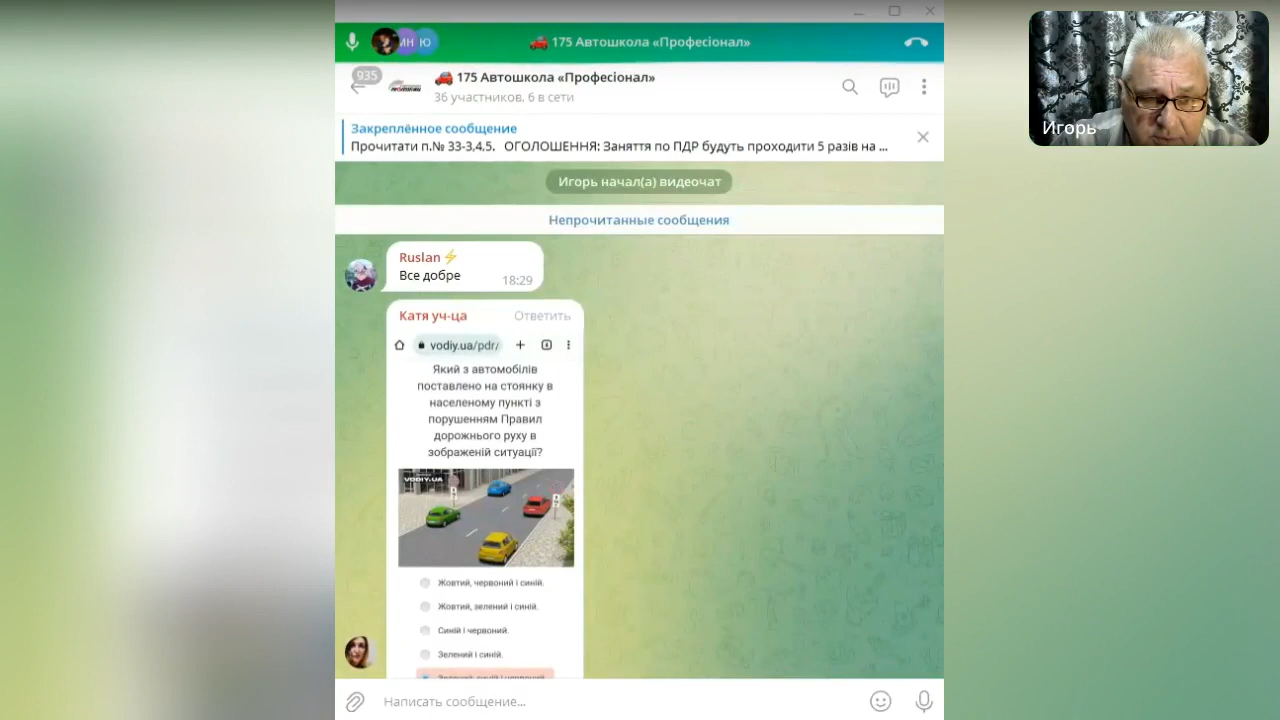 ИН Ю
175 Автошкола «Професіонал»
935
175 Автошкола «Професіонал»
36 участников, 6 в сети
Закреплённое сообщение
Прочитати п.№ 33-3,4,5. ОГОЛОШЕННЯ: Заняття по ПДР будуть проходити 5 разів на ...
Игорь начал(а) видеочат
Непрочитанные сообщения
Ruslan⚡
Все добре
18:29
Катя уч-ца
Ответить
vodiy.ua/pdr/
Який з автомобілів
поставлено на стоянку в
населеному пункті з
порушенням Правил
дорожнього руху в
зображеній ситуації?
VODIY.UA
Жовтий, червоний і синій.
Жовтий, зелений і синій.
Синій і червоний.
Зелений і синій.
Зелений, синій і червоний.
Написать сообщение...
Игорь